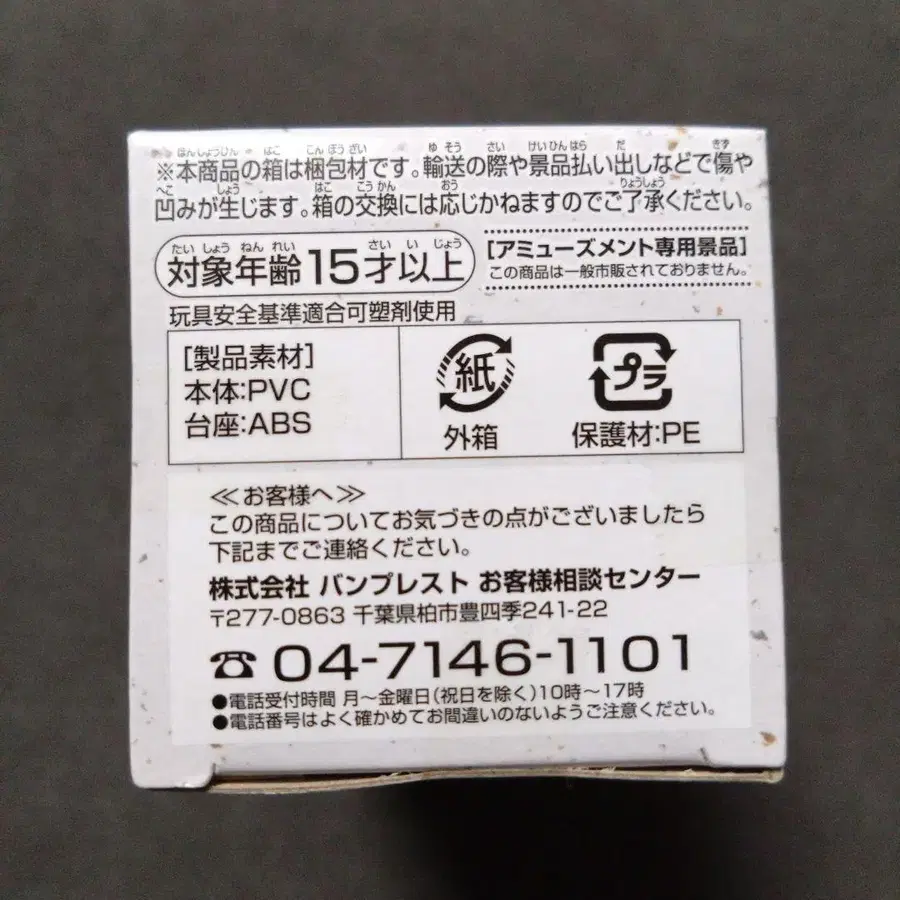 ※本商品の箱は梱包材です。輸送の際や景品払い出しなどで傷や
凹みが生じます。箱の交換には応じかねますのでご了承ください。
対象年齢15才以上
[アミューズメント専用景品]
この商品は一般市販されておりません。
玩具安全基準適合可塑剤使用
[製品素材]
本体:PVC
台座:ABS
紙
外箱
プラ
保護材:PE
≪お客様へ≫
この商品についてお気づきの点がございましたら
下記までご連絡ください。
株式会社 バンプレスト お客様相談センター
〒277-0863 千葉県柏市豊四季241-22
☎ 04-7146-1101
●電話受付時間 月〜金曜日(祝日を除く)10時〜17時
●電話番号はよく確かめてお間違いのないようご注意ください。